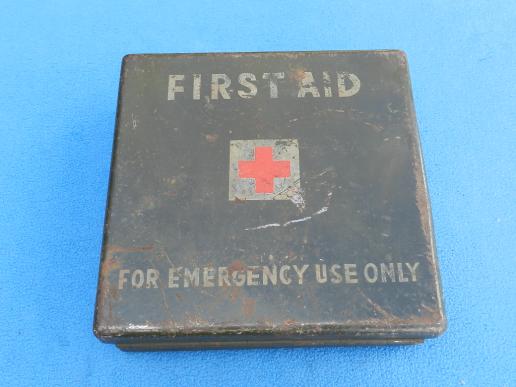 FIRST AID
FOR EMERGENCY USE ONLY